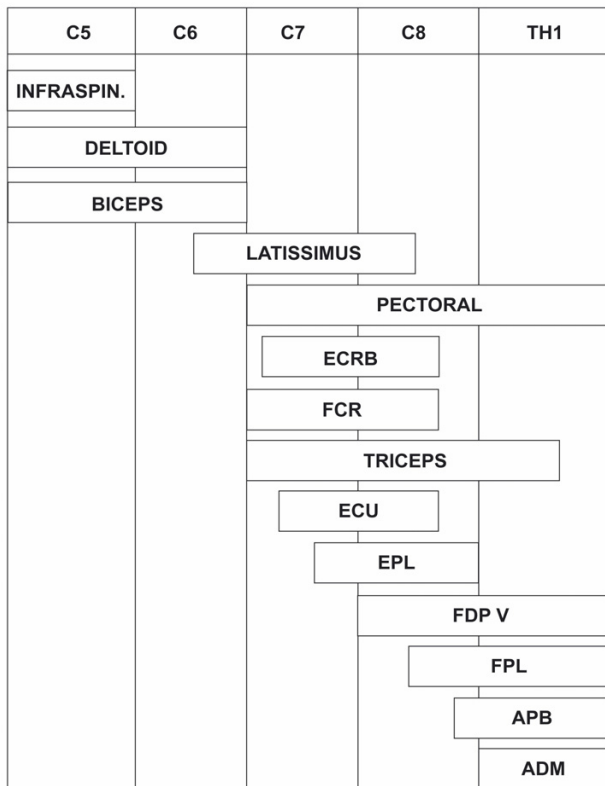 C5 C6 C7 C8 TH1
INFRASPIN.
DELTOID
BICEPS
LATISSIMUS
PECTORAL
ECRB
FCR
TRICEPS
ECU
EPL
FDP V
FPL
APB
ADM